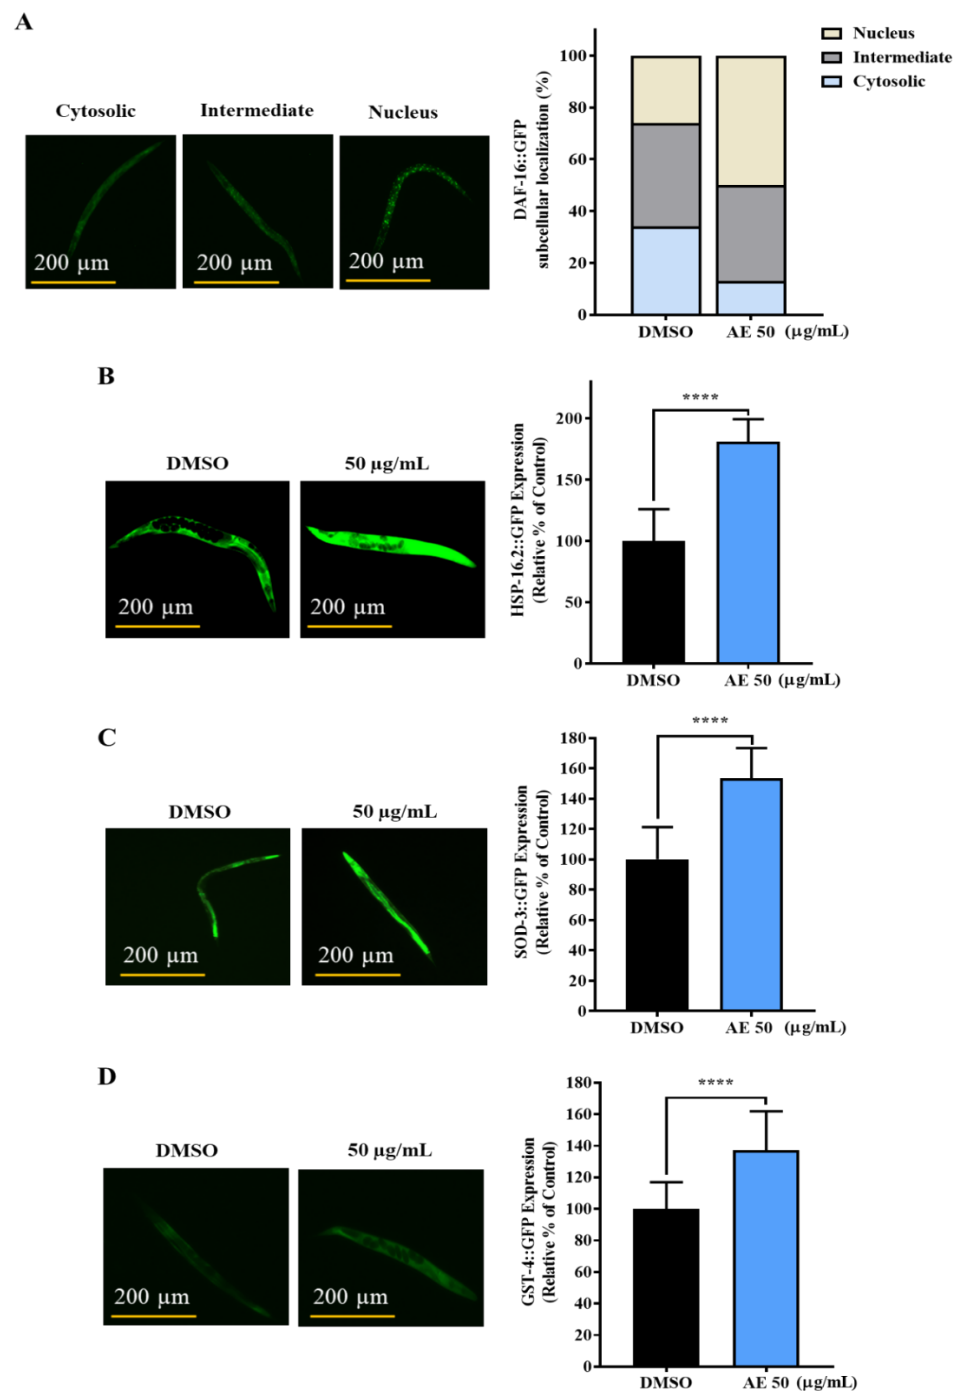 A
Cytosolic
Intermediate
Nucleus
200 µm
200 µm
200 µm
DAF-16::GFP
subcellular localization (%)
100
80
60
40
20
0
DMSO
AE 50 (µg/mL)
Nucleus
Intermediate
Cytosolic
B
DMSO
50 µg/mL
200 µm
200 µm
HSP-16.2::GFP Expression
(Relative % of Control)
200
150
100
50
0
****
DMSO
AE 50 (µg/mL)
C
DMSO
50 µg/mL
200 µm
200 µm
SOD-3::GFP Expression
(Relative % of Control)
180
160
140
120
100
80
60
40
20
0
****
DMSO
AE 50 (µg/mL)
D
DMSO
50 µg/mL
200 µm
200 µm
GST-4::GFP Expression
(Relative % of Control)
180
160
140
120
100
80
60
40
20
0
****
DMSO
AE 50 (µg/mL)